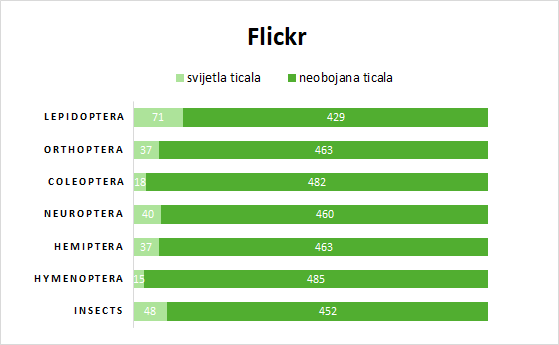 Flickr
svijetla ticala neobojana ticala
LEPIDOPTERA 71 429
ORTHOPTERA 37 463
COLEOPTERA 18 482
NEUROPTERA 40 460
HEMIPTERA 37 463
HYMENOPTERA 15 485
INSECTS 48 452